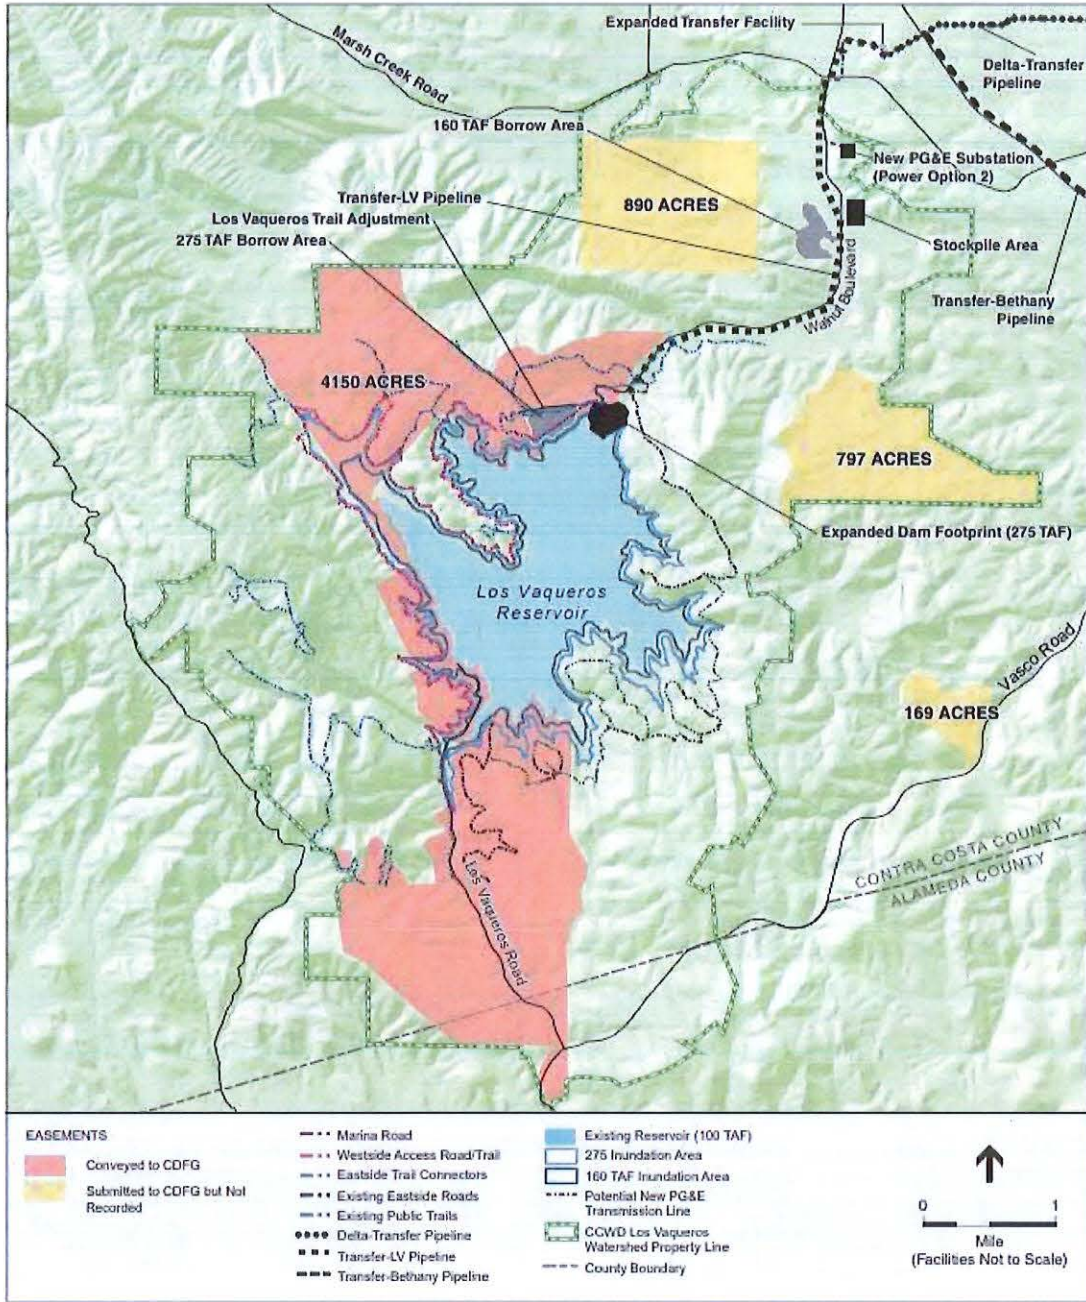 Expanded Transfer Facility
Marsh Creek Road
Delta-Transfer
Pipeline
160 TAF Borrow Area
New PG&E Substation
(Power Option 2)
Transfer-LV Pipeline
890 ACRES
Los Vaqueros Trail Adjustment
275 TAF Borrow Area
Stockpile Area
Walnut Boulevard
Transfer-Bethany
Pipeline
4150 ACRES
797 ACRES
Expanded Dam Footprint (275 TAF)
Los Vaqueros
Reservoir
Vasco Road
169 ACRES
CONTRA COSTA COUNTY
ALAMEDA COUNTY
Los Vaqueros Road
EASEMENTS
Conveyed to CDFG
Submitted to CDFG but Not
Recorded
Marina Road
Westside Access Road/Trail
Eastside Trail Connectors
Existing Eastside Roads
Existing Public Trails
Delta-Transfer Pipeline
Transfer-LV Pipeline
Transfer-Bethany Pipeline
Existing Reservoir (100 TAF)
275 Inundation Area
160 TAF Inundation Area
Potential New PG&E
Transmission Line
CCWD Los Vaqueros
Watershed Property Line
County Boundary
0 1
Mile
(Facilities Not to Scale)